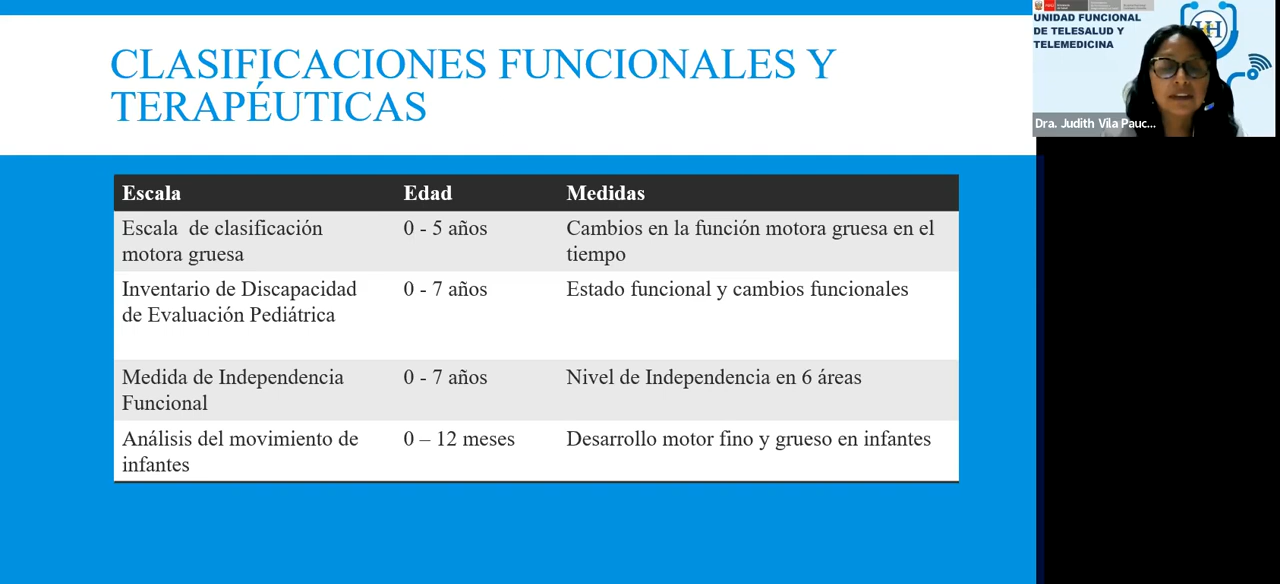 CLASIFICACIONES FUNCIONALES Y
TERAPÉUTICAS
UNIDAD FUNCIONAL
DE TELESALUD Y
TELEMEDICINA
Dra. Judith Vila Pauc...
Escala Edad Medidas
Escala de clasificación
motora gruesa
0 - 5 años
Cambios en la función motora gruesa en el
tiempo
Inventario de Discapacidad
de Evaluación Pediátrica
0 - 7 años
Estado funcional y cambios funcionales
Medida de Independencia
Funcional
0 - 7 años
Nivel de Independencia en 6 áreas
Análisis del movimiento de
infantes
0 – 12 meses
Desarrollo motor fino y grueso en infantes